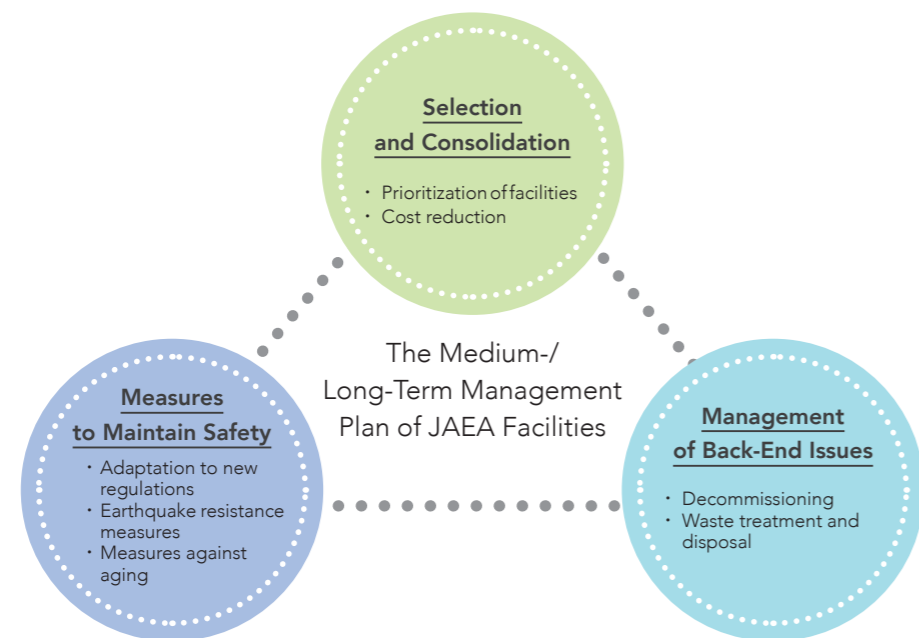 Selection
and Consolidation
・ Prioritization of facilities
・ Cost reduction
The Medium-/
Long-Term Management
Plan of JAEA Facilities
Measures
to Maintain Safety
・ Adaptation to new
regulations
・ Earthquake resistance
measures
・ Measures against
aging
Management
of Back-End Issues
・ Decommissioning
・ Waste treatment and
disposal